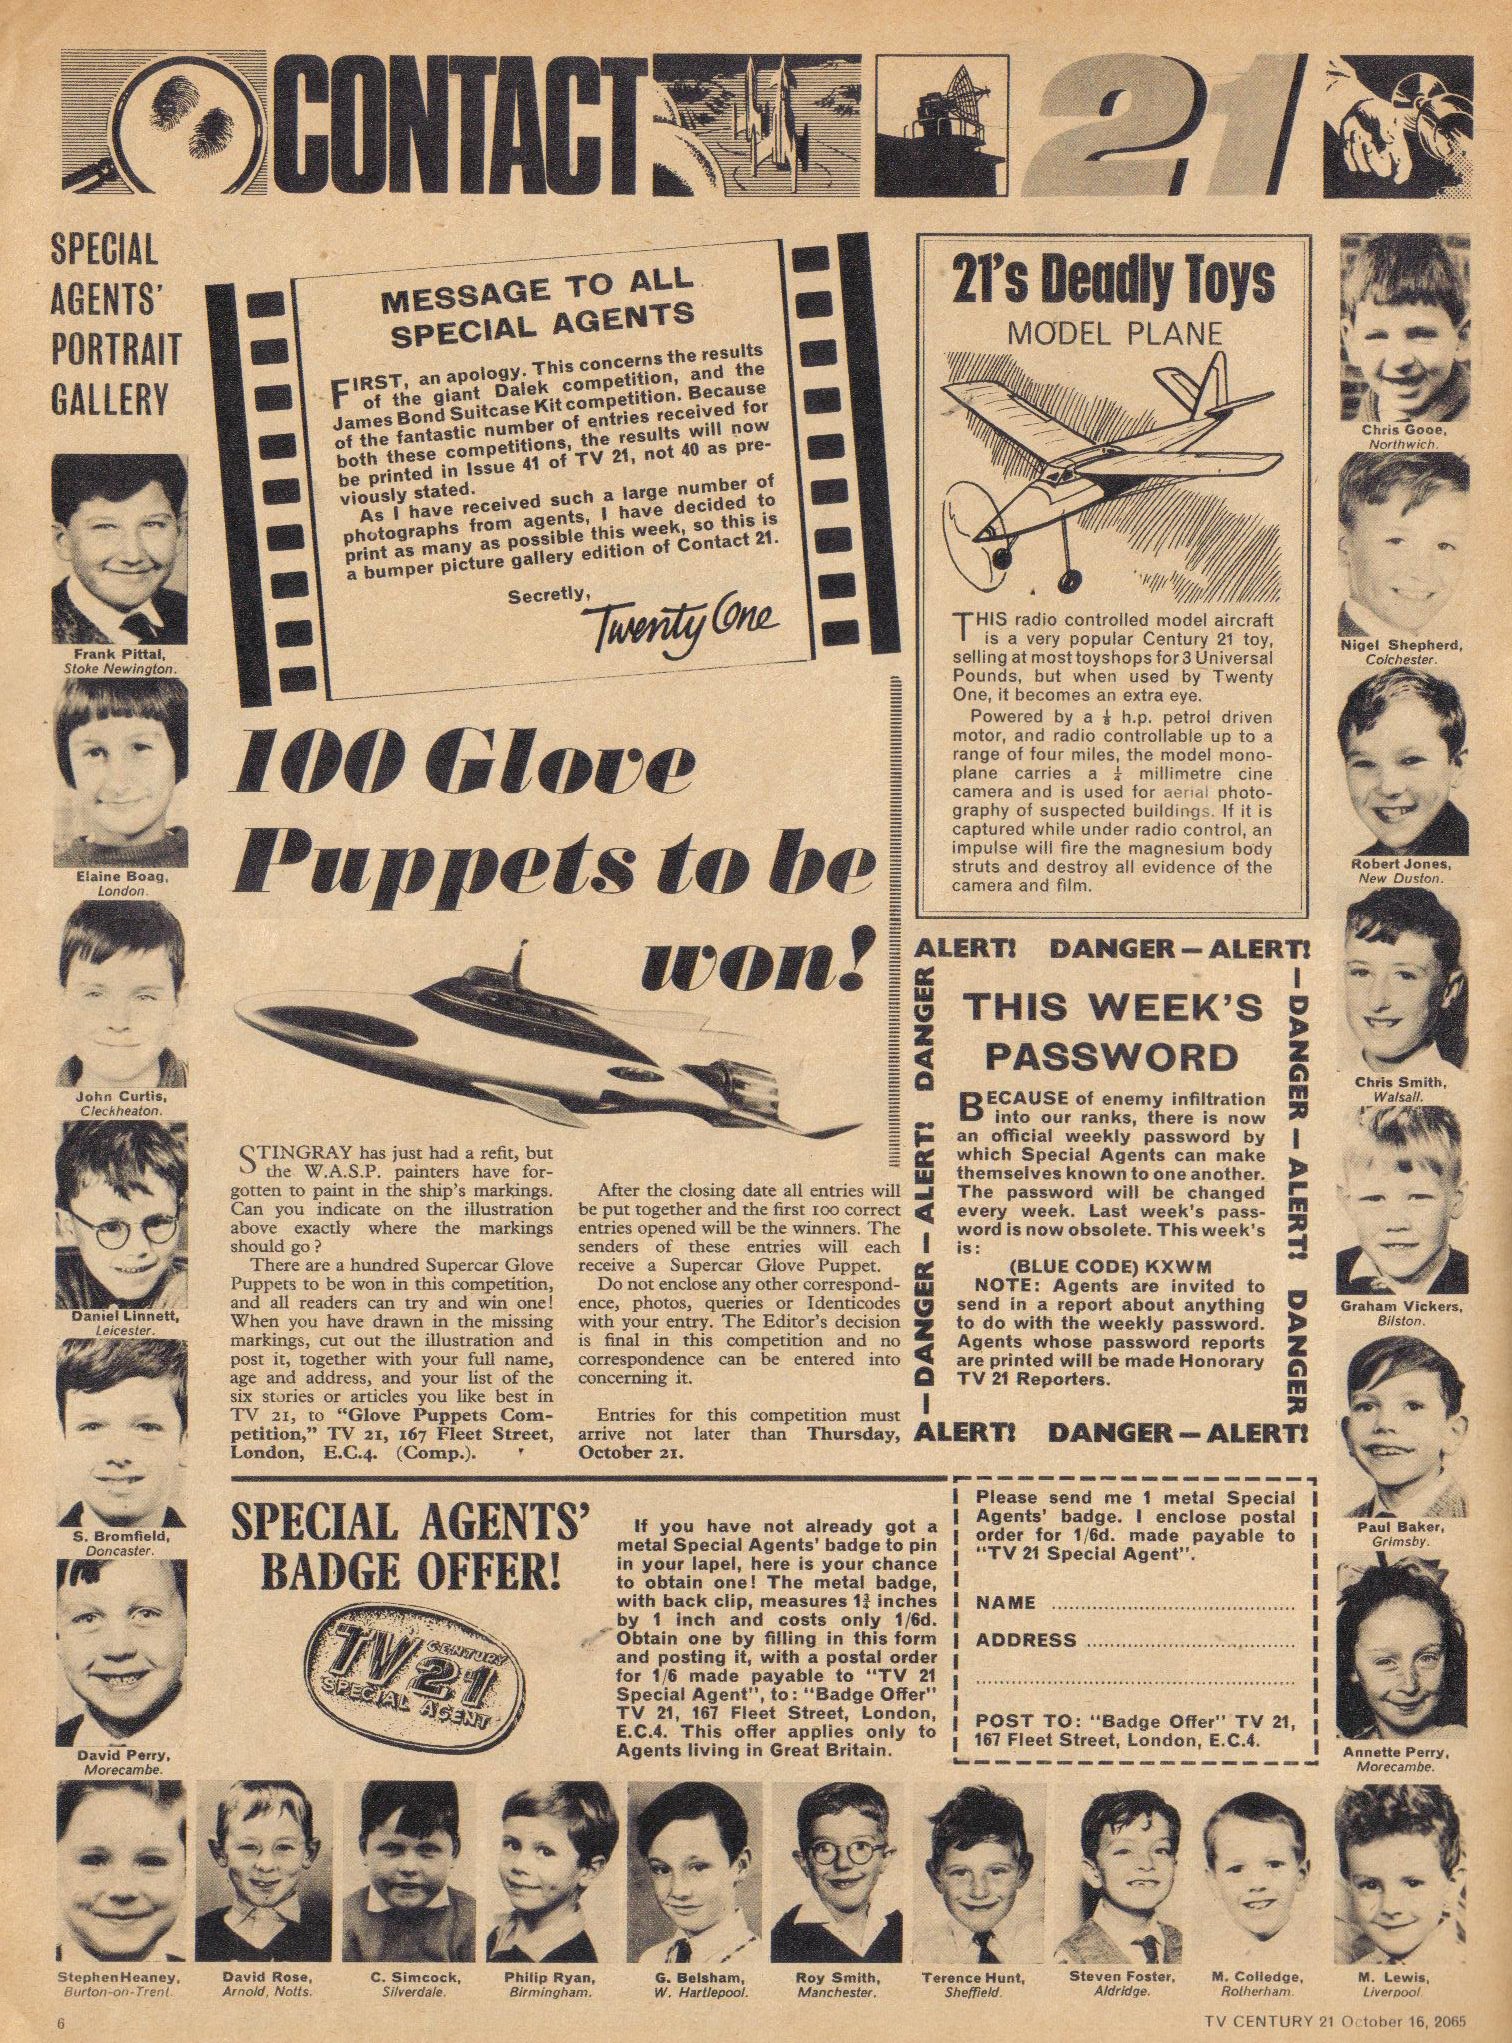 CONTACT 21
SPECIAL
AGENTS'
PORTRAIT
GALLERY
Frank Pittal,
Stoke Newington.
Elaine Boag,
London.
John Curtis,
Cleckheaton.
Daniel Linnett,
Leicester.
S. Bromfield,
Doncaster.
David Perry,
Morecambe.
MESSAGE TO ALL
SPECIAL AGENTS
FIRST, an apology. This concerns the results
of the giant Dalek competition, and the
James Bond Suitcase Kit competition. Because
of the fantastic number of entries received for
both these competitions, the results will now
be printed in Issue 41 of TV 21, not 40 as pre-
viously stated.
As I have received such a large number of
photographs from agents, I have decided to
print as many as possible this week, so this is
a bumper picture gallery edition of Contact 21.
Secretly,
Twenty One
100 Glove
Puppets to be
won!
STINGRAY has just had a refit, but
the W.A.S.P. painters have for-
gotten to paint in the ship's markings.
Can you indicate on the illustration
above exactly where the markings
should go?
There are a hundred Supercar Glove
Puppets to be won in this competition,
and all readers can try and win one!
When you have drawn in the missing
markings, cut out the illustration and
post it, together with your full name,
age and address, and your list of the
six stories or articles you like best in
TV 21, to "Glove Puppets Com-
petition," TV 21, 167 Fleet Street,
London, E.C.4. (Comp.).
After the closing date all entries will
be put together and the first 100 correct
entries opened will be the winners. The
senders of these entries will each
receive a Supercar Glove Puppet.
Do not enclose any other correspond-
ence, photos, queries or Identicodes
with your entry. The Editor's decision
is final in this competition and no
correspondence can be entered into
concerning it.
Entries for this competition must
arrive not later than Thursday,
October 21.
21's Deadly Toys
MODEL PLANE
THIS radio controlled model aircraft
is a very popular Century 21 toy,
selling at most toyshops for 3 Universal
Pounds, but when used by Twenty
One, it becomes an extra eye.
Powered by a ⅛ h.p. petrol driven
motor, and radio controllable up to a
range of four miles, the model mono-
plane carries a ¼ millimetre cine
camera and is used for aerial photo-
graphy of suspected buildings. If it is
captured while under radio control, an
impulse will fire the magnesium body
struts and destroy all evidence of the
camera and film.
ALERT! DANGER — ALERT!
— DANGER — ALERT! DANGER
— DANGER — ALERT! DANGER
THIS WEEK'S
PASSWORD
BECAUSE of enemy infiltration
into our ranks, there is now
an official weekly password by
which Special Agents can make
themselves known to one another.
The password will be changed
every week. Last week's pass-
word is now obsolete. This week's
is:
(BLUE CODE) KXWM
NOTE: Agents are invited to
send in a report about anything
to do with the weekly password.
Agents whose password reports
are printed will be made Honorary
TV 21 Reporters.
ALERT! DANGER — ALERT!
SPECIAL AGENTS'
BADGE OFFER!
TV CENTURY
21
SPECIAL AGENT
If you have not already got a
metal Special Agents' badge to pin
in your lapel, here is your chance
to obtain one! The metal badge,
with back clip, measures 1¾ inches
by 1 inch and costs only 1/6d.
Obtain one by filling in this form
and posting it, with a postal order
for 1/6 made payable to "TV 21
Special Agent", to: "Badge Offer"
TV 21, 167 Fleet Street, London,
E.C.4. This offer applies only to
Agents living in Great Britain.
Please send me 1 metal Special
Agents' badge. I enclose postal
order for 1/6d. made payable to
"TV 21 Special Agent".
NAME
ADDRESS
POST TO: "Badge Offer" TV 21,
167 Fleet Street, London, E.C.4.
Chris Gooe,
Northwich.
Nigel Shepherd,
Colchester.
Robert Jones,
New Duston.
Chris Smith,
Walsall.
Graham Vickers,
Bilston.
Paul Baker,
Grimsby.
Annette Perry,
Morecambe.
Stephen Heaney,
Burton-on-Trent.
David Rose,
Arnold, Notts.
C. Simcock,
Silverdale.
Philip Ryan,
Birmingham.
G. Belsham,
W. Hartlepool.
Roy Smith,
Manchester.
Terence Hunt,
Sheffield.
Steven Foster,
Aldridge.
M. Colledge,
Rotherham.
M. Lewis,
Liverpool.
6
TV CENTURY 21 October 16, 2065